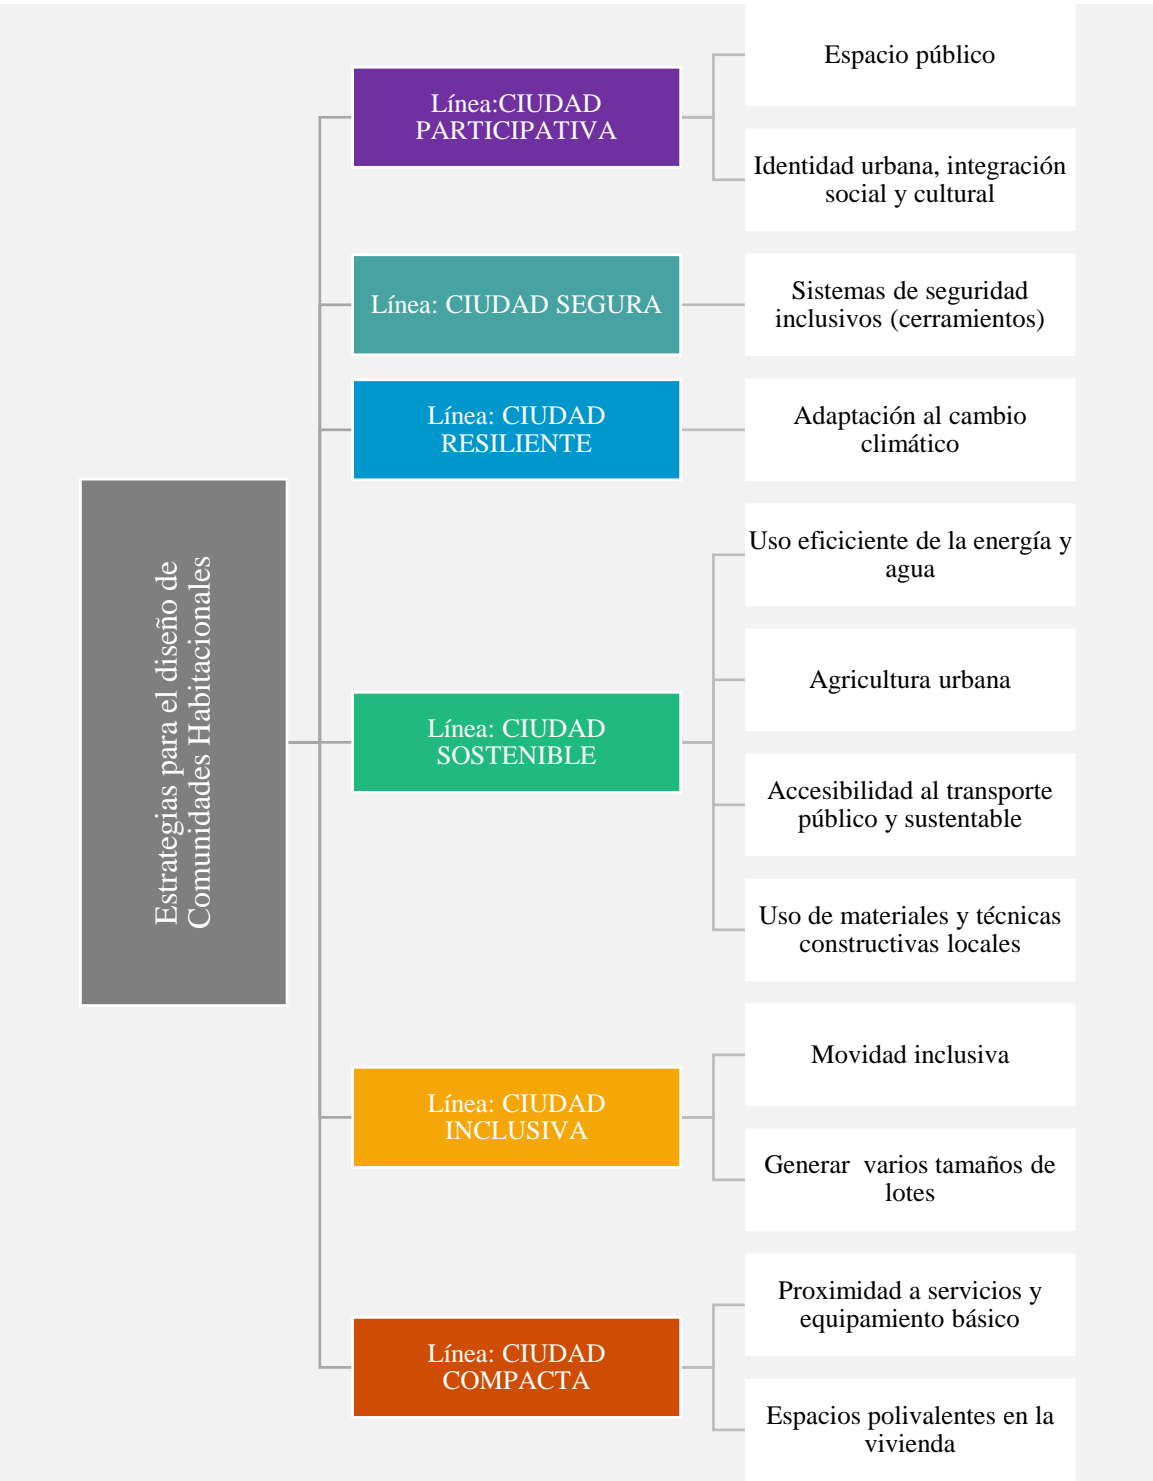 Estrategias para el diseño de
Comunidades Habitacionales
Línea:CIUDAD
PARTICIPATIVA
Espacio público
Identidad urbana, integración
social y cultural
Línea: CIUDAD SEGURA
Sistemas de seguridad
inclusivos (cerramientos)
Línea: CIUDAD
RESILIENTE
Adaptación al cambio
climático
Línea: CIUDAD
SOSTENIBLE
Uso eficiciente de la energía y
agua
Agricultura urbana
Accesibilidad al transporte
público y sustentable
Uso de materiales y técnicas
constructivas locales
Línea: CIUDAD
INCLUSIVA
Movidad inclusiva
Generar  varios tamaños de
lotes
Línea: CIUDAD
COMPACTA
Proximidad a servicios y
equipamiento básico
Espacios polivalentes en la
vivienda